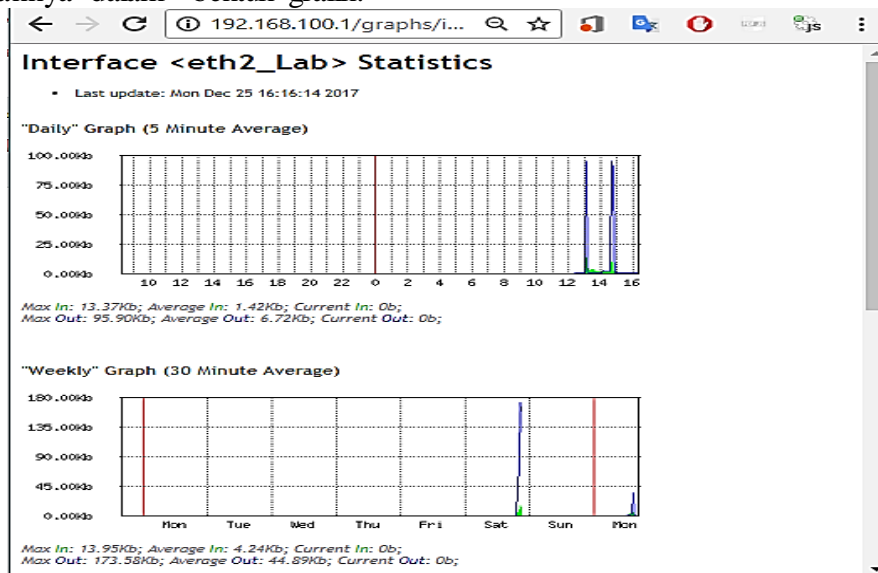 dalam bentuk grafik.
192.168.100.1/graphs/i...
js
Interface <eth2_Lab> Statistics
• Last update: Mon Dec 25 16:16:14 2017
"Daily" Graph (5 Minute Average)
100.00Kb
75.00Kb
50.00Kb
25.00Kb
0.00Kb
10 12 14 16 18 20 22 0 2 4 6 8 10 12 14 16
Max In: 13.37Kb; Average In: 1.42Kb; Current In: 0b;
Max Out: 95.90Kb; Average Out: 6.72Kb; Current Out: 0b;
"Weekly" Graph (30 Minute Average)
180.00Kb
135.00Kb
90.00Kb
45.00Kb
0.00Kb
Mon Tue Wed Thu Fri Sat Sun Mon
Max In: 13.95Kb; Average In: 4.24Kb; Current In: 0b;
Max Out: 173.58Kb; Average Out: 44.89Kb; Current Out: 0b;